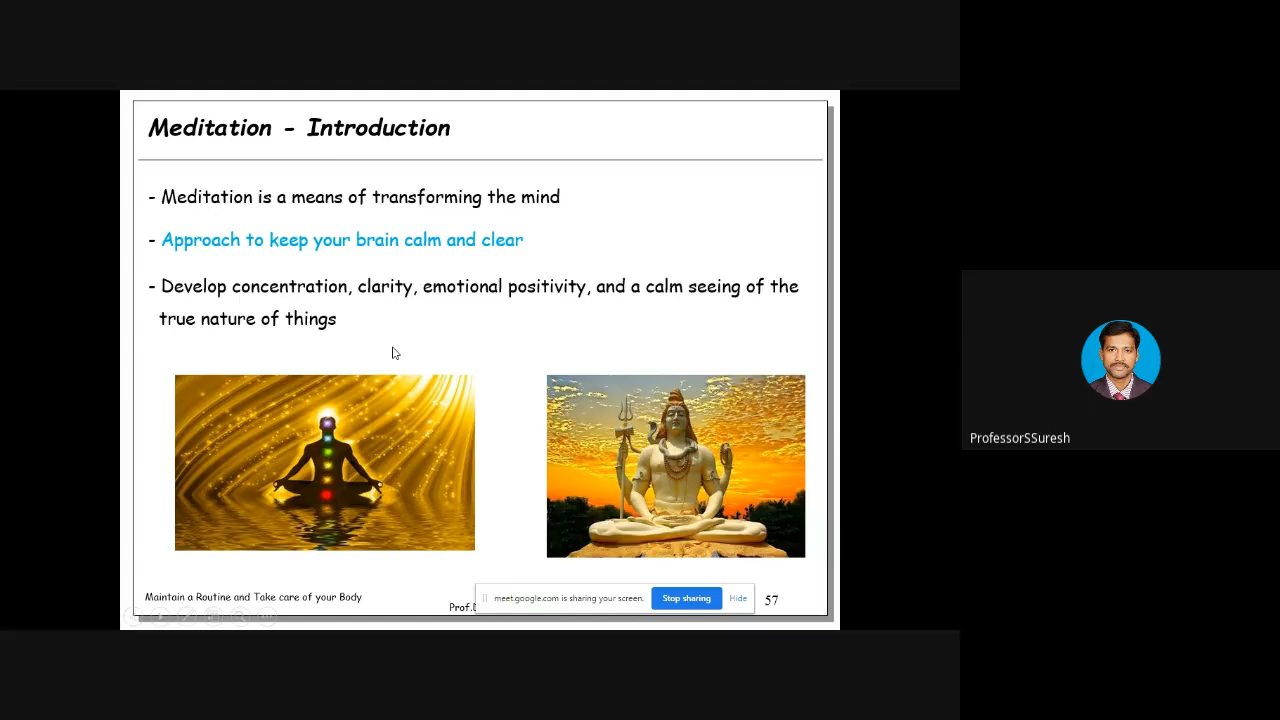 Meditation - Introduction
- Meditation is a means of transforming the mind
- Approach to keep your brain calm and clear
- Develop concentration, clarity, emotional positivity, and a calm seeing of the
true nature of things
ProfessorSSuresh
Maintain a Routine and Take care of your Body
Prof.
meet.google.com is sharing your screen.
Stop sharing
Hide
57